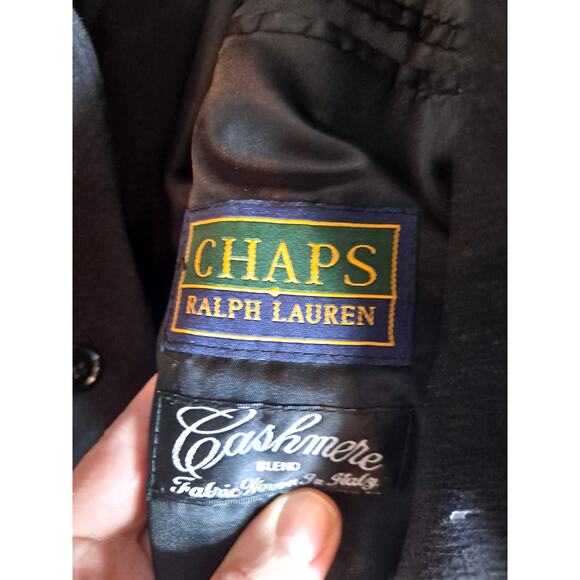 CHAPS
RALPH LAUREN
Cashmere
BLEND
Fabric Woven In Italy